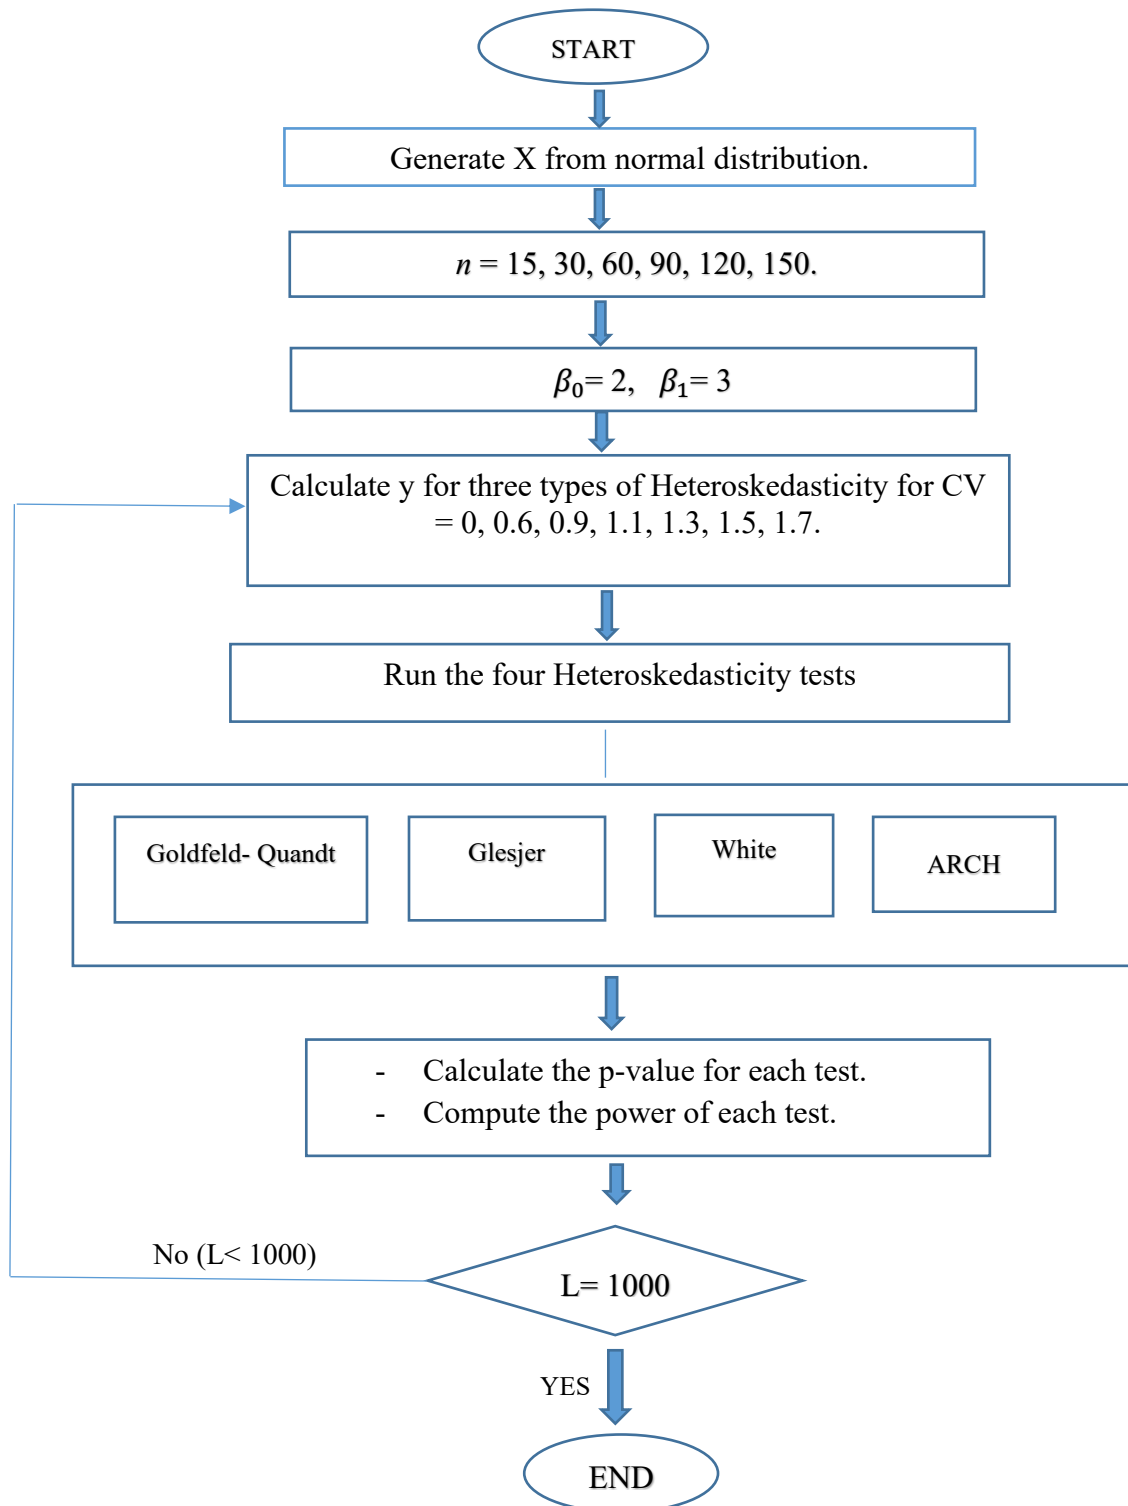 START
Generate X from normal distribution.
n = 15, 30, 60, 90, 120, 150.
β₀= 2, β₁= 3
Calculate y for three types of Heteroskedasticity for CV
= 0, 0.6, 0.9, 1.1, 1.3, 1.5, 1.7.
Run the four Heteroskedasticity tests
Goldfeld- Quandt
Glesjer
White
ARCH
- Calculate the p-value for each test.
- Compute the power of each test.
No (L< 1000)
L= 1000
YES
END